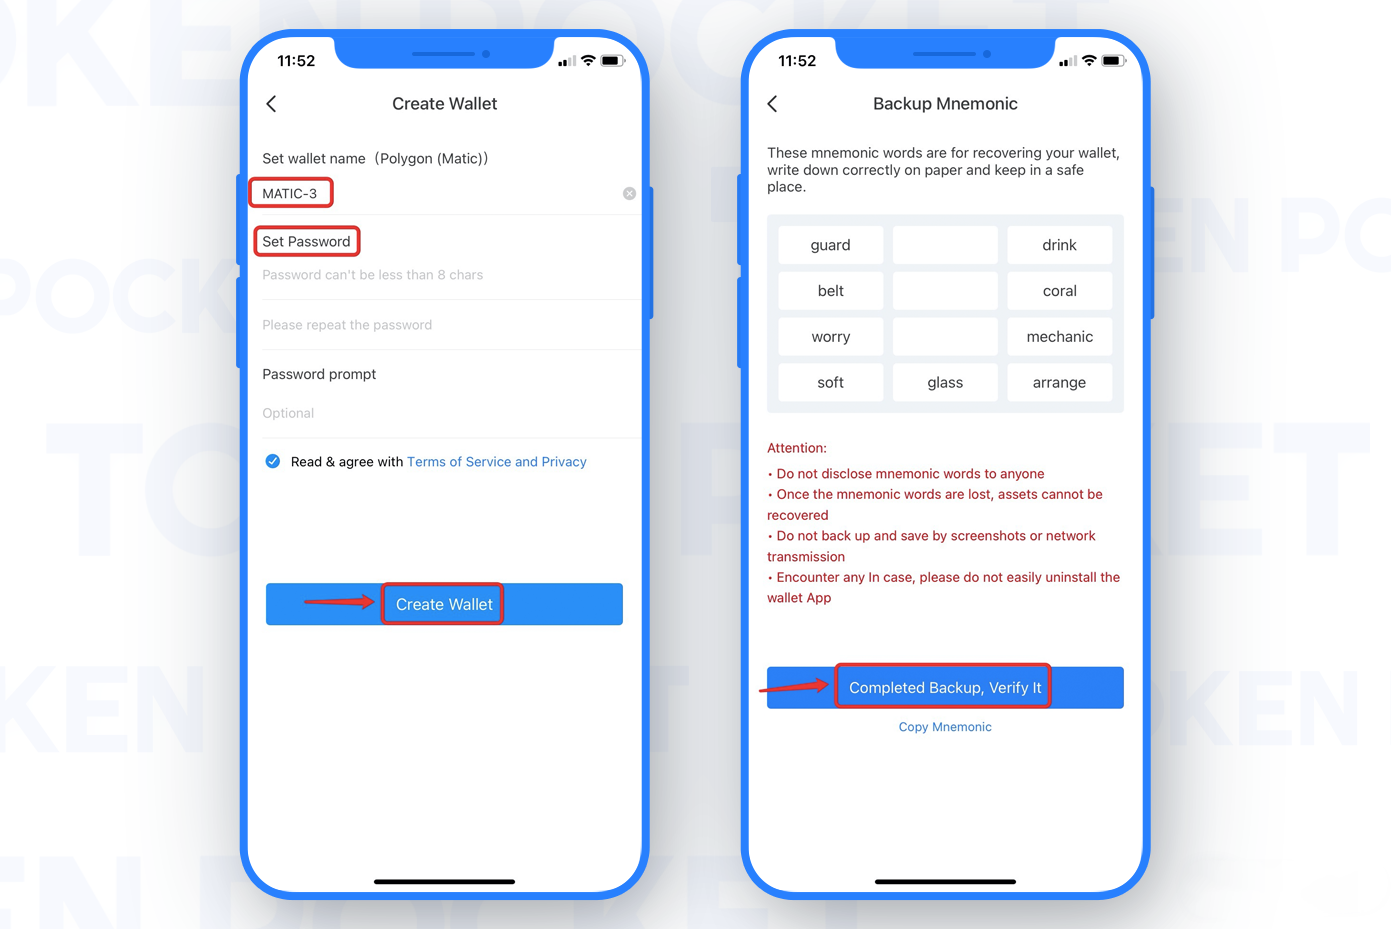 TOKEN POCKET
11:52
Create Wallet
Set wallet name（Polygon (Matic)）
MATIC-3
Set Password
Password can't be less than 8 chars
Please repeat the password
Password prompt
Optional
Read & agree with Terms of Service and Privacy
Create Wallet
11:52
Backup Mnemonic
These mnemonic words are for recovering your wallet,
write down correctly on paper and keep in a safe
place.
guard drink
belt coral
worry mechanic
soft glass arrange
Attention:
• Do not disclose mnemonic words to anyone
• Once the mnemonic words are lost, assets cannot be
recovered
• Do not back up and save by screenshots or network
transmission
• Encounter any In case, please do not easily uninstall the
wallet App
Completed Backup, Verify It
Copy Mnemonic